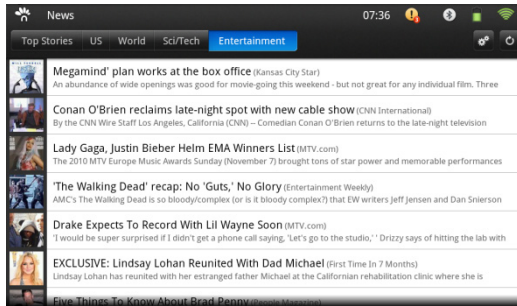 News 07:36
Top Stories US World Sci/Tech Entertainment
Megamind' plan works at the box office (Kansas City Star)
An abundance of wide openings was good for movie-going this weekend - but not great for any individual film. Three
Conan O'Brien reclaims late-night spot with new cable show (CNN International)
By the CNN Wire Staff Los Angeles, California (CNN) -- Comedian Conan O'Brien returns to the late-night television
Lady Gaga, Justin Bieber Helm EMA Winners List (MTV.com)
The 2010 MTV Europe Music Awards Sunday (November 7) brought tons of star power and memorable performances
'The Walking Dead' recap: No 'Guts,' No Glory (Entertainment Weekly)
AMC's The Walking Dead is so bloody/complex (or is it bloody complex?) that EW writers Jeff Jensen and Dan Snierson
Drake Expects To Record With Lil Wayne Soon (MTV.com)
'I would be super surprised if I didn't get a phone call saying, 'Let's go to the studio,' ' Drizzy says of hitting the lab with
EXCLUSIVE: Lindsay Lohan Reunited With Dad Michael (First Time In 7 Months)
Lindsay Lohan has reunited with her estranged father Michael at the Californian rehabilitation clinic where she is
Five Things To Know About Brad Penny (People Magazine)